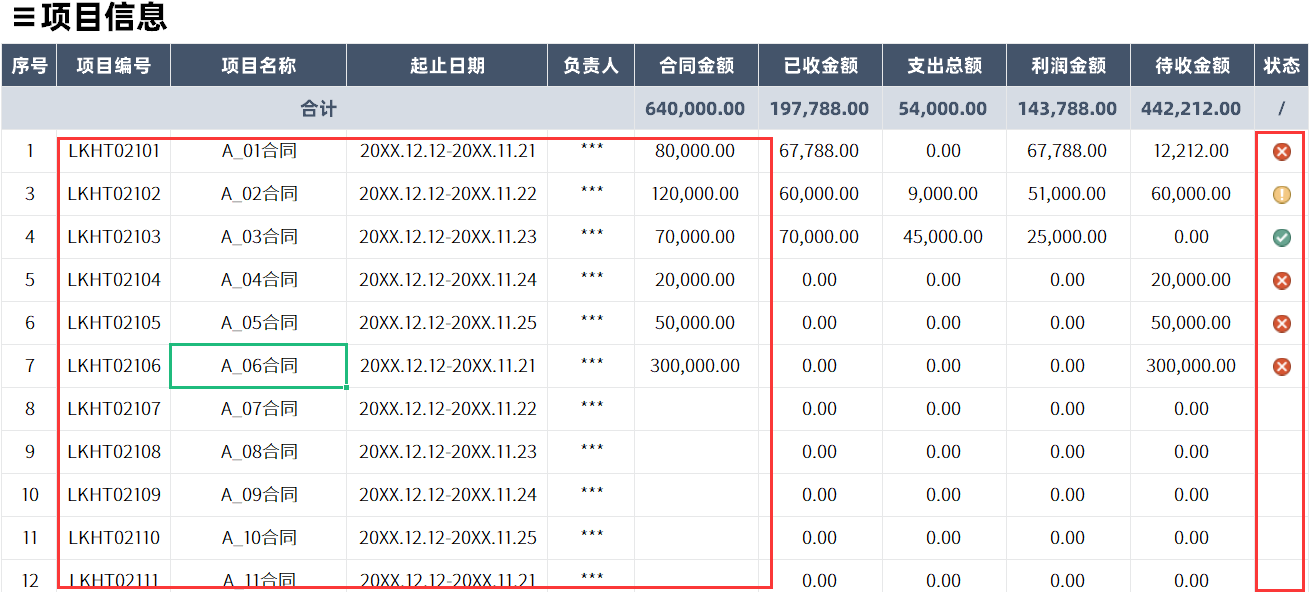 ≡项目信息
序号 项目编号 项目名称 起止日期 负责人 合同金额 已收金额 支出总额 利润金额 待收金额 状态
合计 640,000.00 197,788.00 54,000.00 143,788.00 442,212.00 /
1 LKHT02101 A_01合同 20XX.12.12-20XX.11.21 *** 80,000.00 67,788.00 0.00 67,788.00 12,212.00
3 LKHT02102 A_02合同 20XX.12.12-20XX.11.22 *** 120,000.00 60,000.00 9,000.00 51,000.00 60,000.00
4 LKHT02103 A_03合同 20XX.12.12-20XX.11.23 *** 70,000.00 70,000.00 45,000.00 25,000.00 0.00
5 LKHT02104 A_04合同 20XX.12.12-20XX.11.24 *** 20,000.00 0.00 0.00 0.00 20,000.00
6 LKHT02105 A_05合同 20XX.12.12-20XX.11.25 *** 50,000.00 0.00 0.00 0.00 50,000.00
7 LKHT02106 A_06合同 20XX.12.12-20XX.11.21 *** 300,000.00 0.00 0.00 0.00 300,000.00
8 LKHT02107 A_07合同 20XX.12.12-20XX.11.22 *** 0.00 0.00 0.00 0.00
9 LKHT02108 A_08合同 20XX.12.12-20XX.11.23 *** 0.00 0.00 0.00 0.00
10 LKHT02109 A_09合同 20XX.12.12-20XX.11.24 *** 0.00 0.00 0.00 0.00
11 LKHT02110 A_10合同 20XX.12.12-20XX.11.25 *** 0.00 0.00 0.00 0.00
12 LKHT02111 A_11合同 20XX.12.12-20XX.11.21 *** 0.00 0.00 0.00 0.00